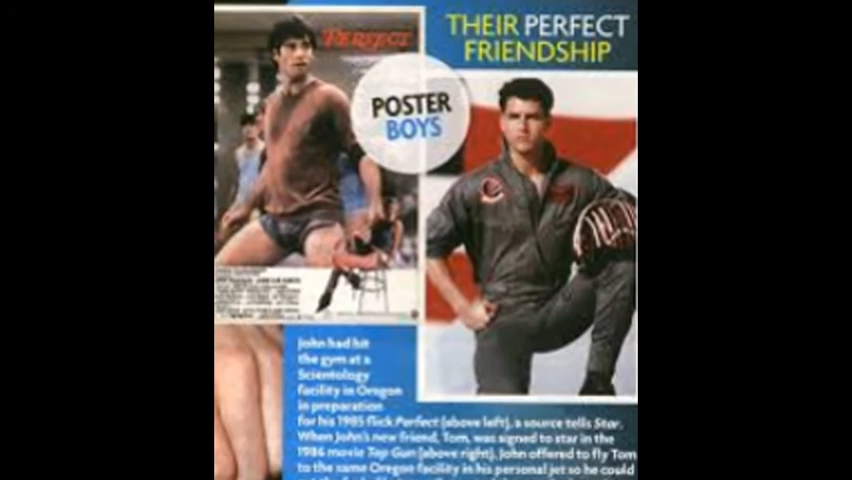 THEIR PERFECT
FRIENDSHIP
PERFECT
POSTER
BOYS
John had hit
the gym at a
Scientology
facility in Oregon
in preparation
for his 1985 flick Perfect (above left), a source tells Star.
When John's new friend, Tom, was signed to star in the
1986 movie Top Gun (above right), John offered to fly Tom
to the same Oregon facility in his personal jet so he could